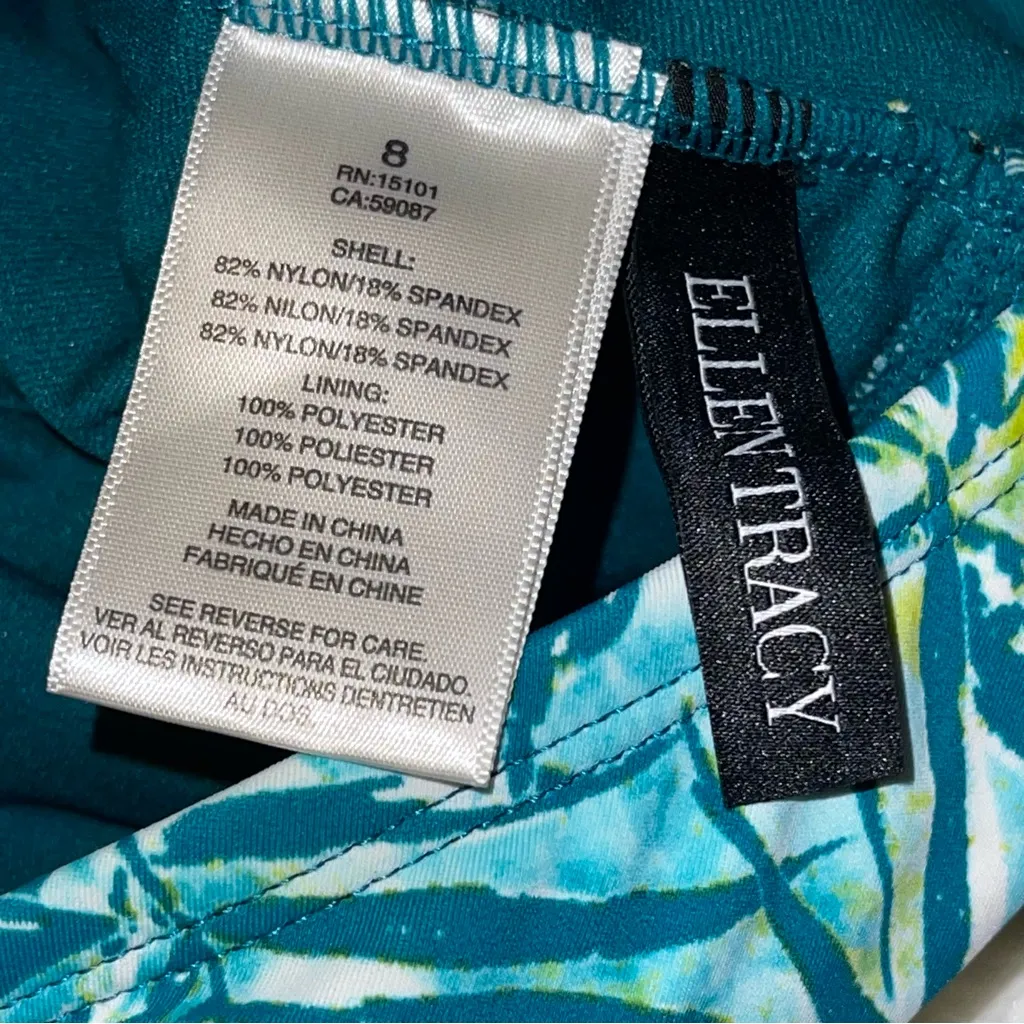 8
RN:15101
CA:59087
SHELL:
82% NYLON/18% SPANDEX
82% NILON/18% SPANDEX
82% NYLON/18% SPANDEX
LINING:
100% POLYESTER
100% POLIESTER
100% POLYESTER
MADE IN CHINA
HECHO EN CHINA
FABRIQUÉ EN CHINE
SEE REVERSE FOR CARE.
VER AL REVERSO PARA EL CIUDADO.
VOIR LES INSTRUCTIONS DENTRETIEN
AU DOS.
ELLEN TRACY